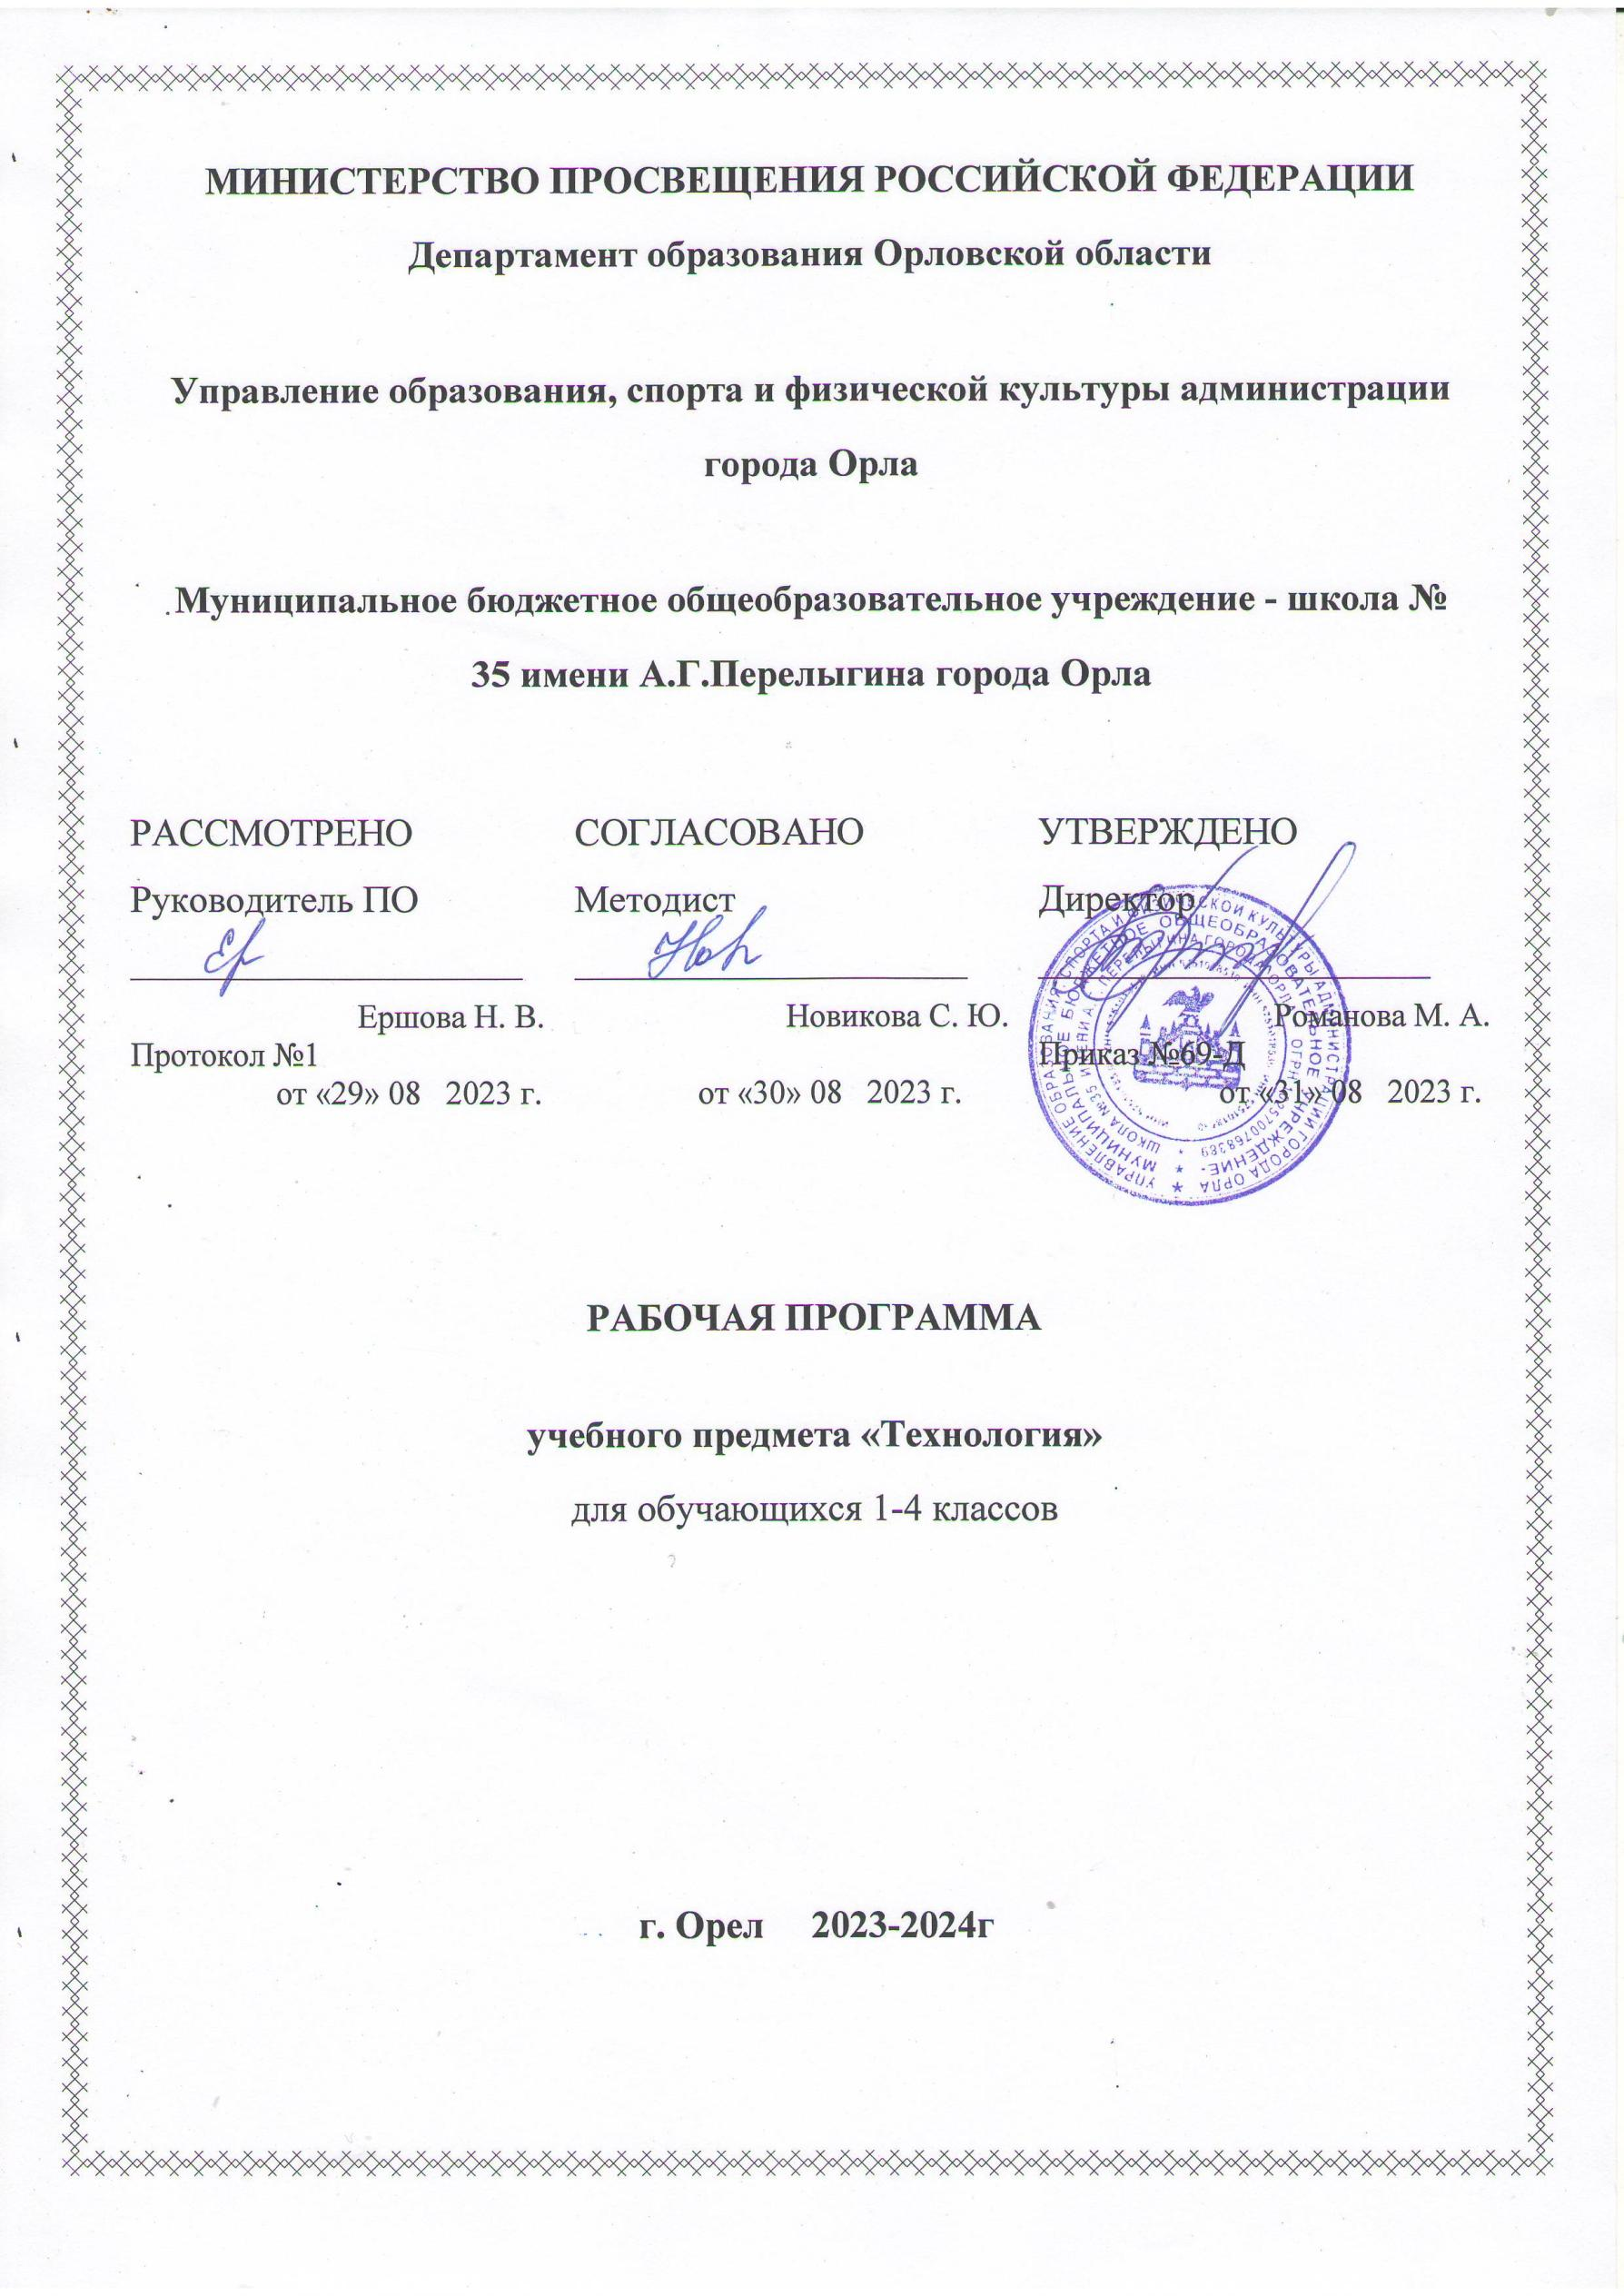 МИНИСТЕРСТВО ПРОСВЕЩЕНИЯ РОССИЙСКОЙ ФЕДЕРАЦИИ
Департамент образования Орловской области
Управление образования, спорта и физической культуры администрации
города Орла
Муниципальное бюджетное общеобразовательное учреждение - школа №
35 имени А.Г.Перелыгина города Орла
РАССМОТРЕНО
Руководитель ПО
Ершова Н. В.
Протокол №1
от «29» 08 2023 г.
СОГЛАСОВАНО
Методист
Новикова С. Ю.
от «30» 08 2023 г.
УТВЕРЖДЕНО
Директор
Романова М. А.
Приказ №69-Д
от «31» 08 2023 г.
РАБОЧАЯ ПРОГРАММА
учебного предмета «Технология»
для обучающихся 1-4 классов
г. Орел 2023-2024г